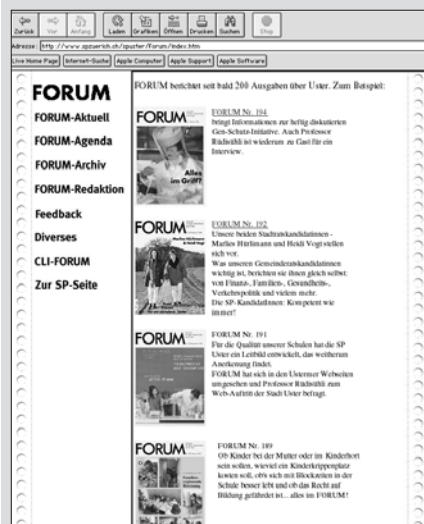 Zurück Vor Anfang Laden Grafiken Öffnen Drucken Suchen Stop
Adresse: http://www.spzuerich.ch/spuster/Forum/index.htm
Live Home Page Internet-Suche Apple Computer Apple Support Apple Software
FORUM
FORUM-Aktuell
FORUM-Agenda
FORUM-Archiv
FORUM-Redaktion
Feedback
Diverses
CLI-FORUM
Zur SP-Seite
FORUM berichtet seit bald 200 Ausgaben über Uster. Zum Beispiel:
FORUM
Alles
im Griff?
FORUM Nr. 194
bringt Informationen zur heftig diskutierten
Gen-Schutz-Initiative. Auch Professor
Rüdisühli ist wiederum zu Gast für ein
Interview.
FORUM
Marlies Hürlimann
& Heidi Vogt
FORUM Nr. 192
Unsere beiden Stadtratskandidatinnen -
Marlies Hürlimann und Heidi Vogt stellen
sich vor.
Was unseren Gemeinderatskandidatinnen
wichtig ist, berichten sie ihnen gleich selbst:
von Finanz-, Familien-, Gesundheits-,
Verkehrspolitik und vielem mehr.
Die SP-KandidatInnen: Kompetent wie
immer!
FORUM
FORUM Nr. 191
Für die Qualität unserer Schulen hat die SP
Uster ein Leitbild entwickelt, das weitherum
Anerkennung findet.
FORUM hat sich in den Ustermer Webseiten
umgesehen und Professor Rüdisühli zum
Web-Auftritt der Stadt Uster befragt.
FORUM
FORUM Nr. 189
Ob Kinder bei der Mutter oder im Kinderhort
sein sollen, wieviel ein Kinderkrippenplatz
kosten soll, ob's sich mit Blockzeiten in der
Schule besser lebt und ob das Recht auf
Bildung gefährdet ist... alles im FORUM!